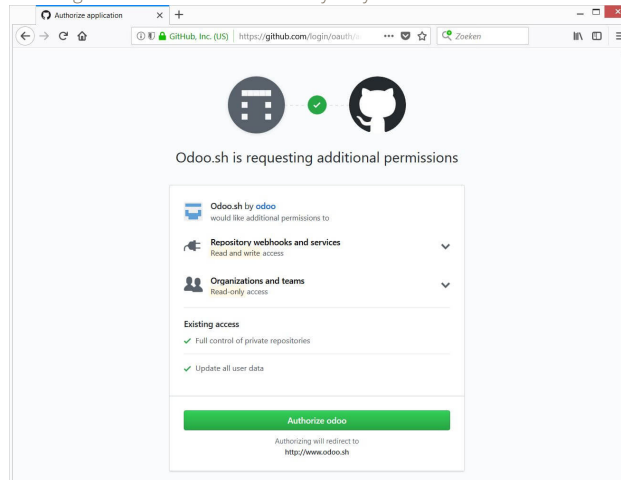 Authorize application
GitHub, Inc. (US) https://github.com/login/oauth/
Zoeken
Odoo.sh is requesting additional permissions
Odoo.sh by odoo
would like additional permissions to
Repository webhooks and services
Read and write access
Organizations and teams
Read-only access
Existing access
Full control of private repositories
Update all user data
Authorize odoo
Authorizing will redirect to
http://www.odoo.sh